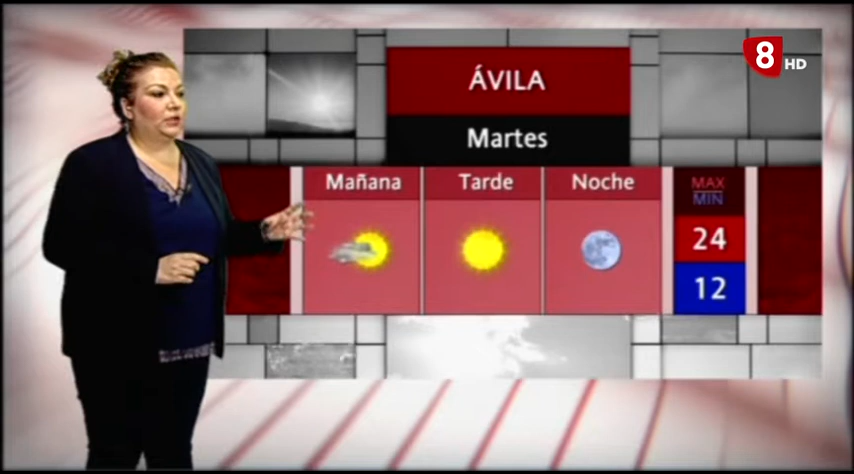 8 HD
ÁVILA
Martes
Mañana Tarde Noche MAX
MIN
24
12